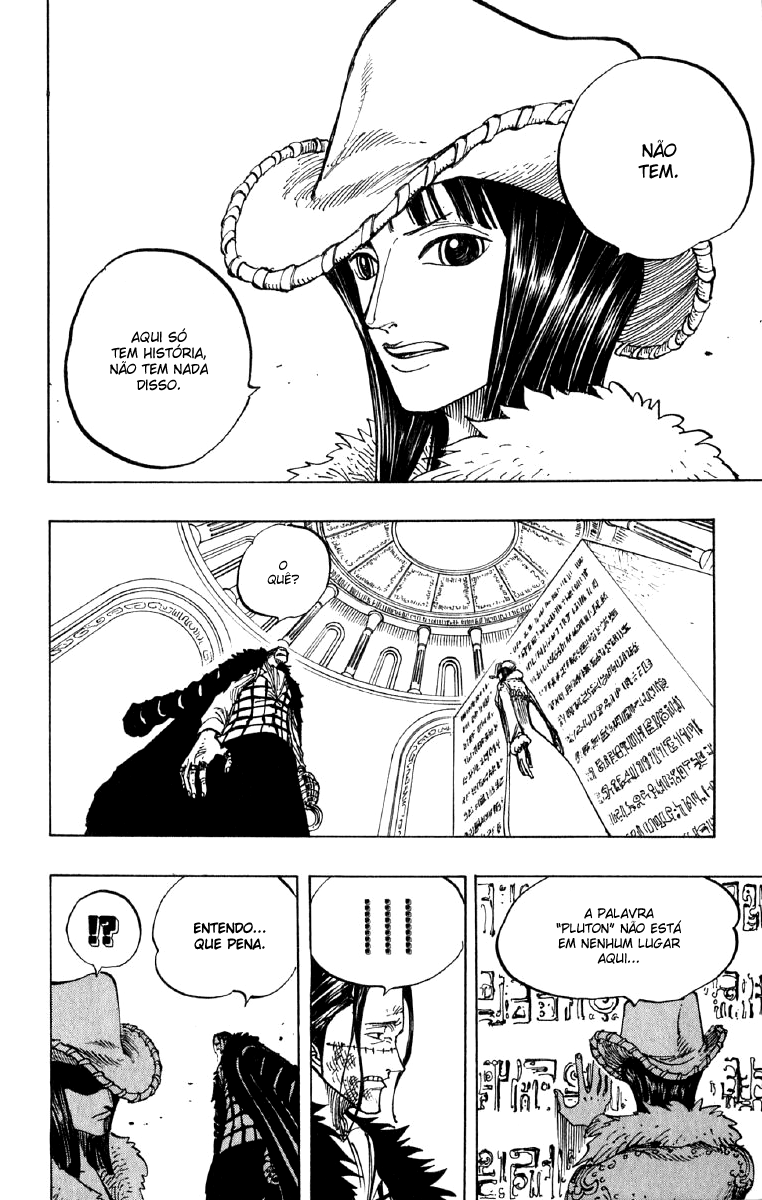 NÃO
TEM.
AQUI SÓ
TEM HISTÓRIA,
NÃO TEM NADA
DISSO.
O
QUÊ?
A PALAVRA
"PLUTON" NÃO ESTÁ
EM NENHUM LUGAR
AQUI...
ENTENDO...
QUE PENA.
!?